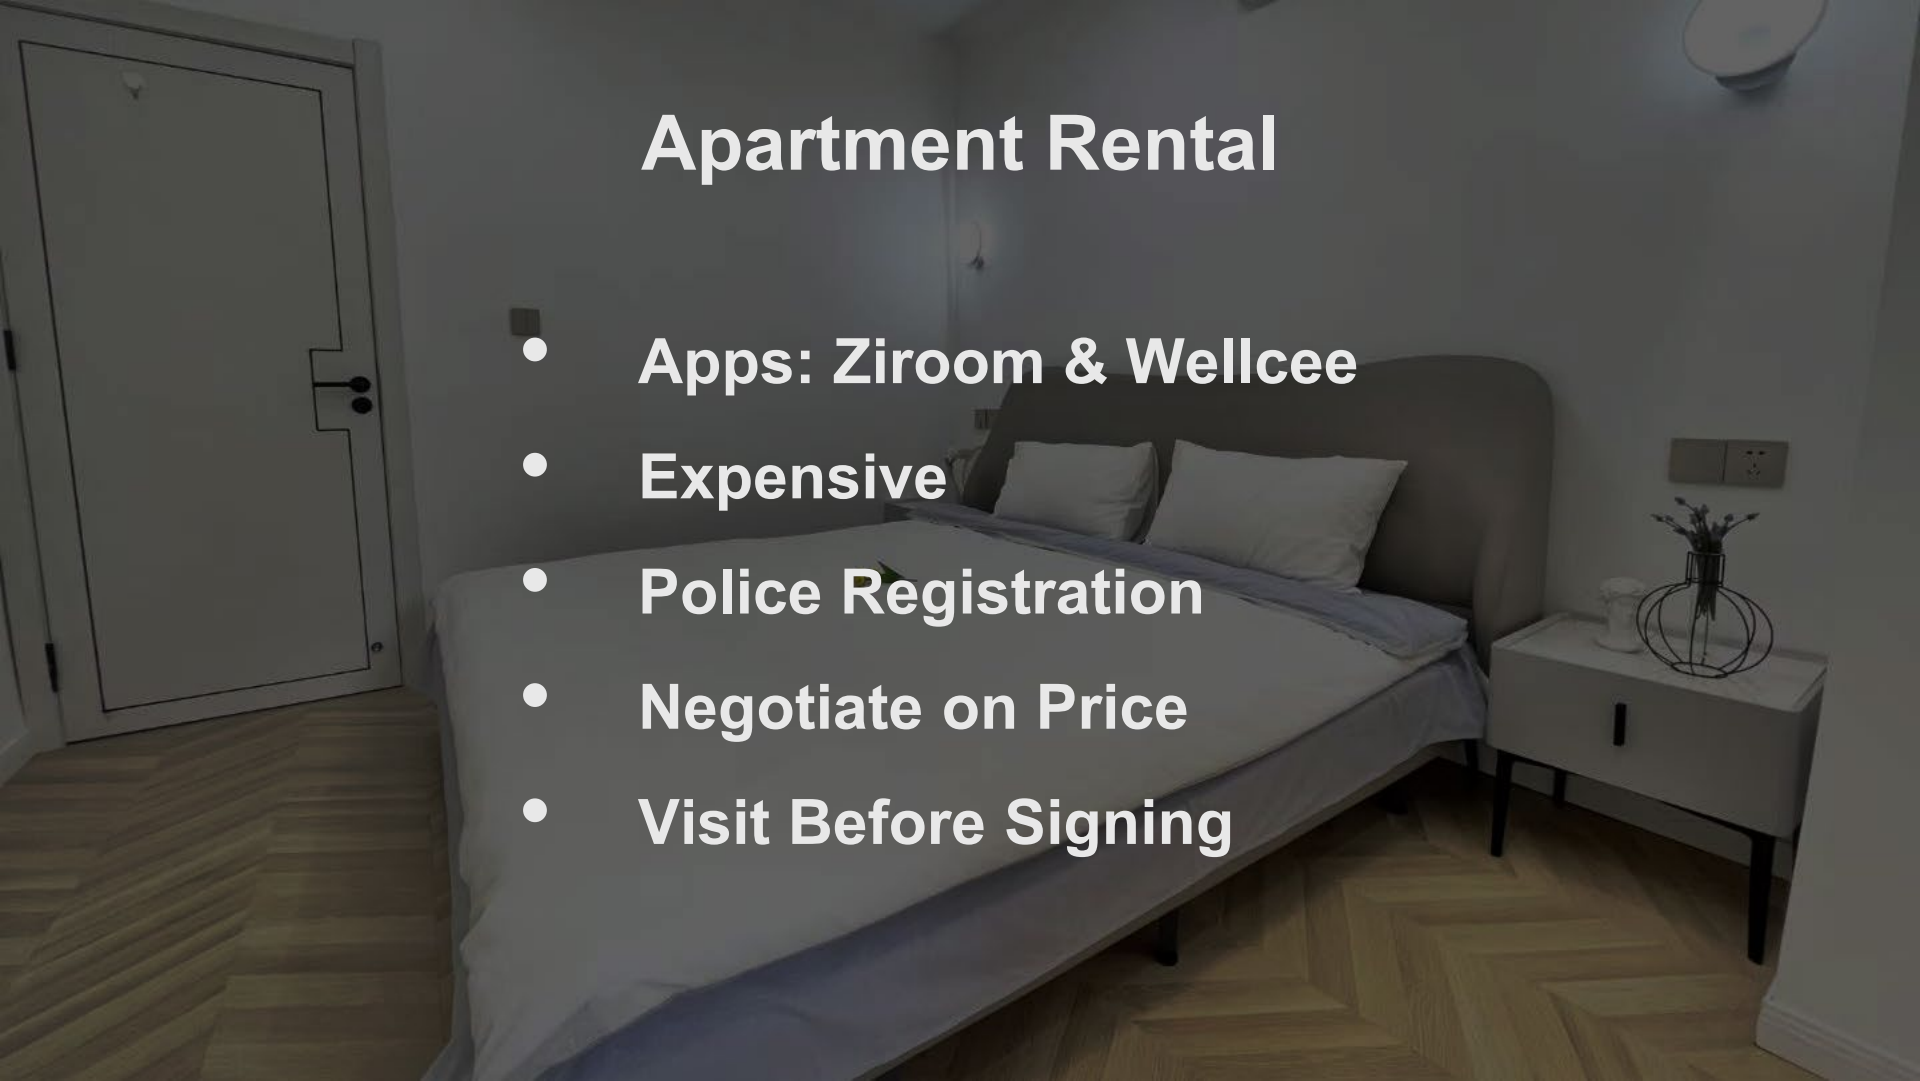 Apartment Rental
• Apps: Ziroom & Wellcee
• Expensive
• Police Registration
• Negotiate on Price
• Visit Before Signing